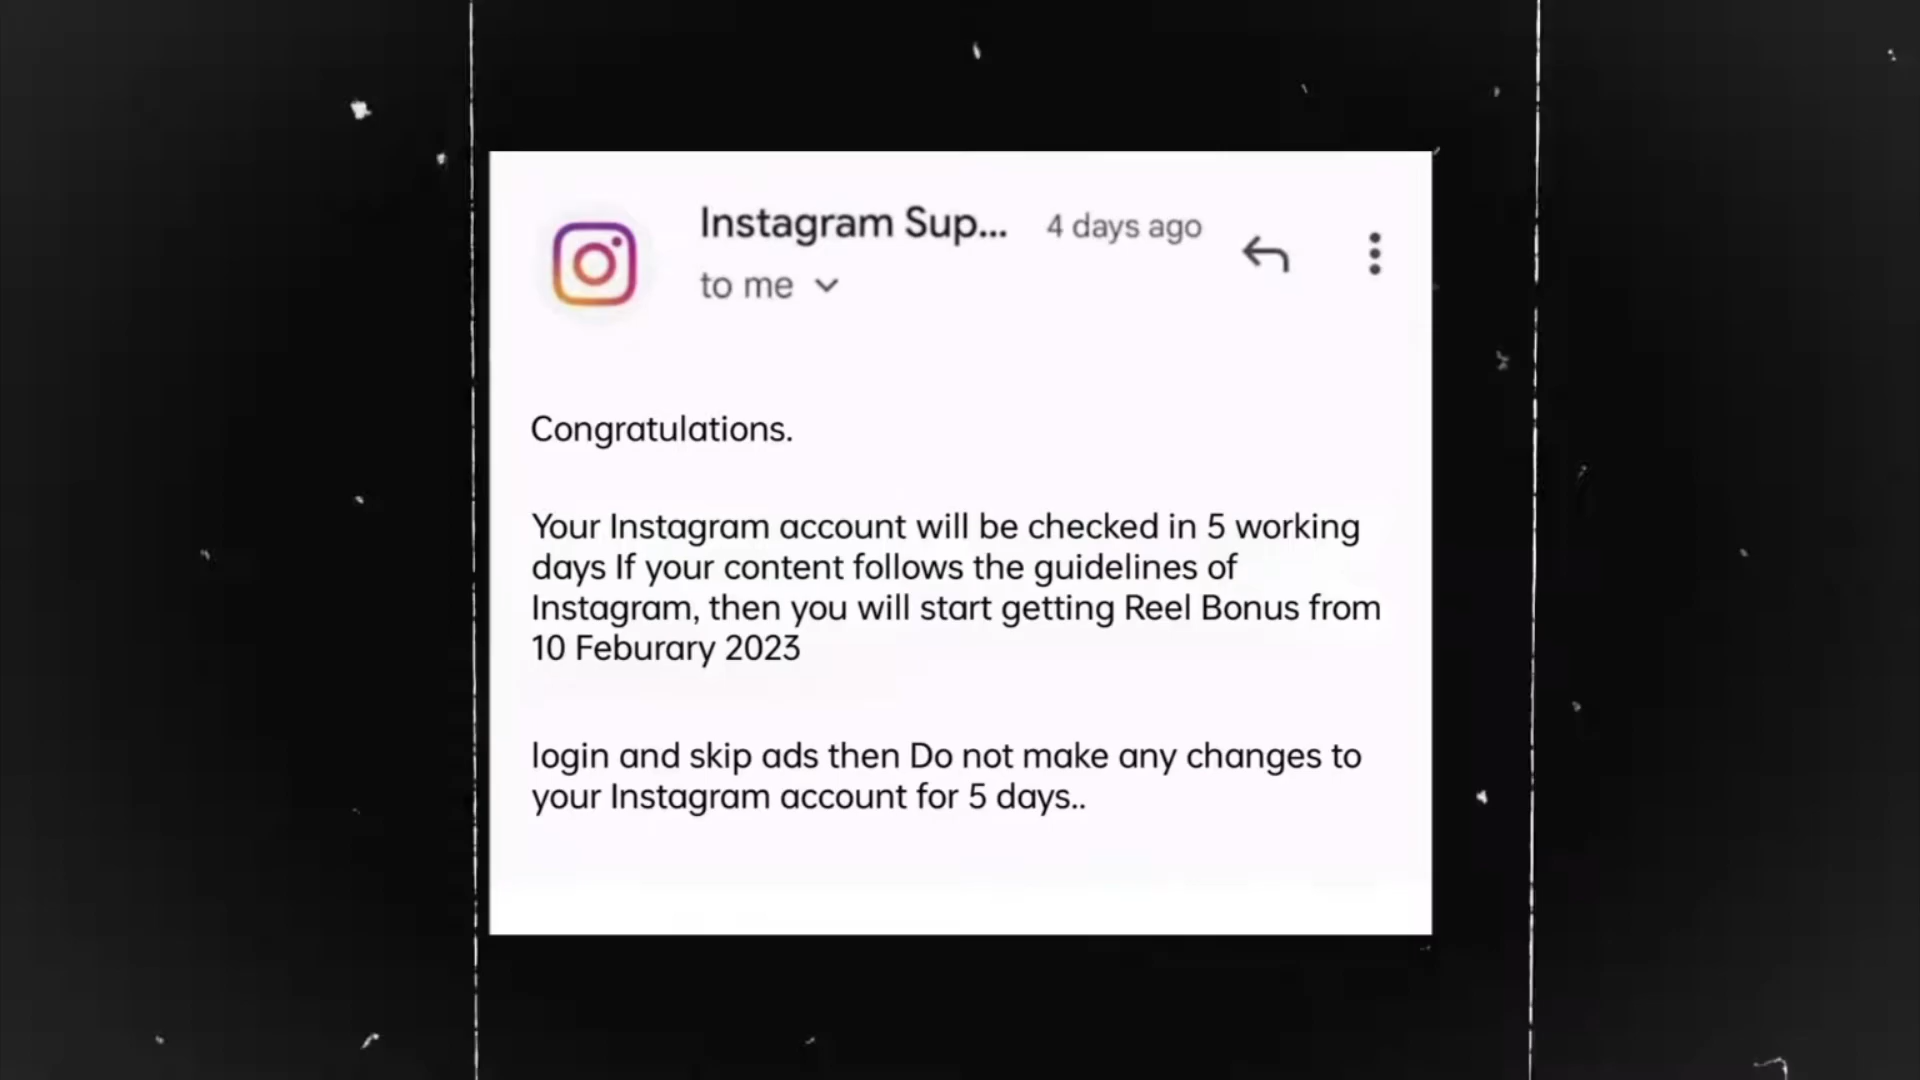 Instagram Sup... 4 days ago
to me
Congratulations.
Your Instagram account will be checked in 5 working
days If your content follows the guidelines of
Instagram, then you will start getting Reel Bonus from
10 Feburary 2023
login and skip ads then Do not make any changes to
your Instagram account for 5 days..